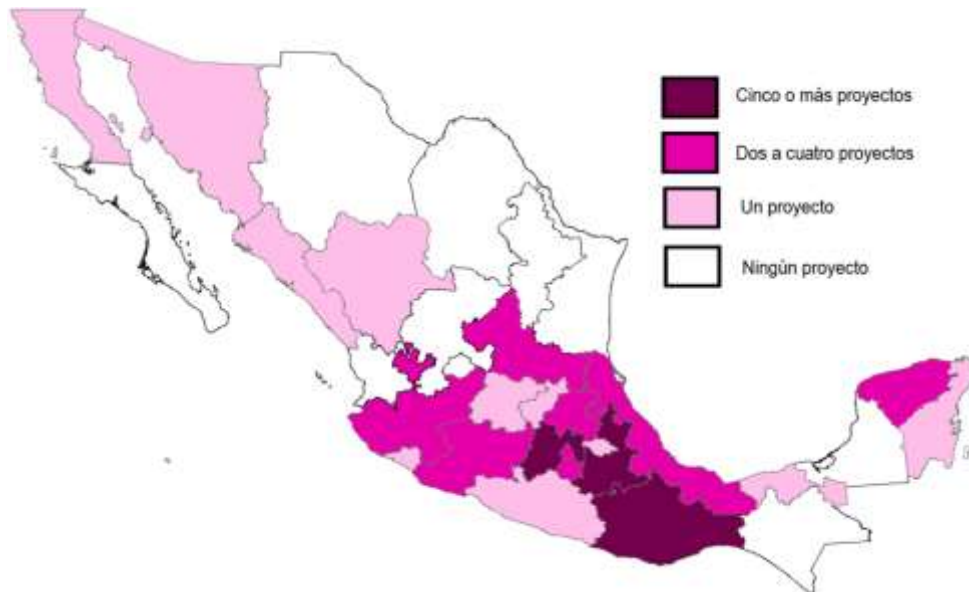 Cinco o más proyectos
Dos a cuatro proyectos
Un proyecto
Ningún proyecto